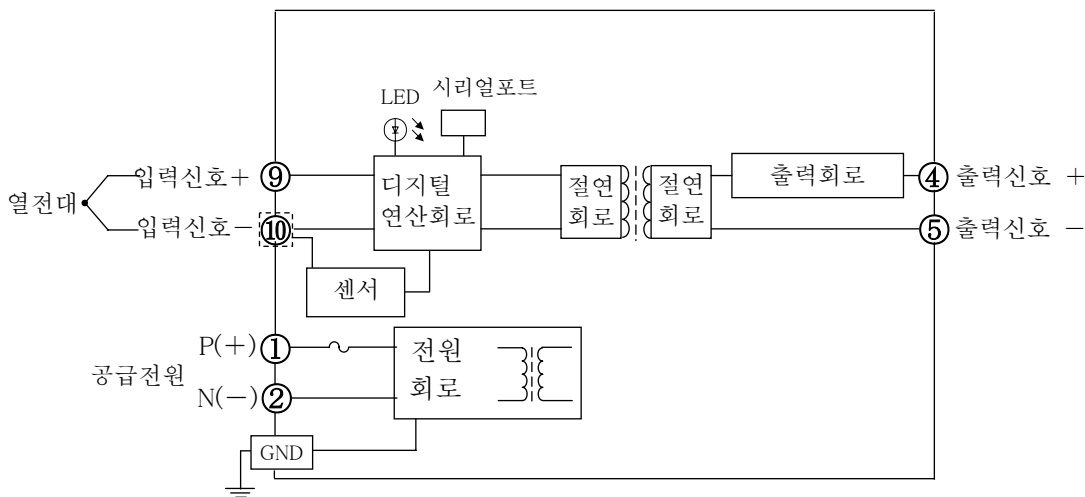 시리얼포트
LED
열전대
입력신호+
⑨
입력신호-
⑩
디지털
연산회로
센서
절연
회로
절연
회로
출력회로
④ 출력신호 +
⑤ 출력신호 -
공급전원
P(+)
①
N(-)
②
전원
회로
GND